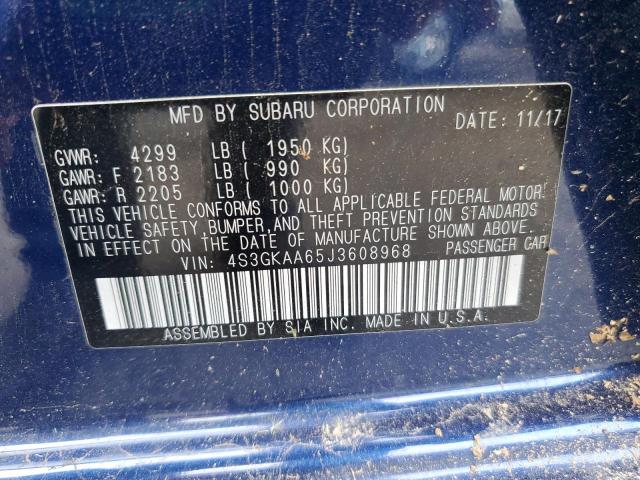 MFD BY SUBARU CORPORATION DATE: 11/17
GVWR: 4299 LB ( 1950 KG)
GAWR: F 2183 LB ( 990 KG)
GAWR: R 2205 LB ( 1000 KG)
THIS VEHICLE CONFORMS TO ALL APPLICABLE FEDERAL MOTOR
VEHICLE SAFETY, BUMPER, AND THEFT PREVENTION STANDARDS
IN EFFECT ON THE DATE OF MANUFACTURE SHOWN ABOVE.
VIN: 4S3GKAA65J3608968 PASSENGER CAR
ASSEMBLED BY SIA INC. MADE IN U.S.A.